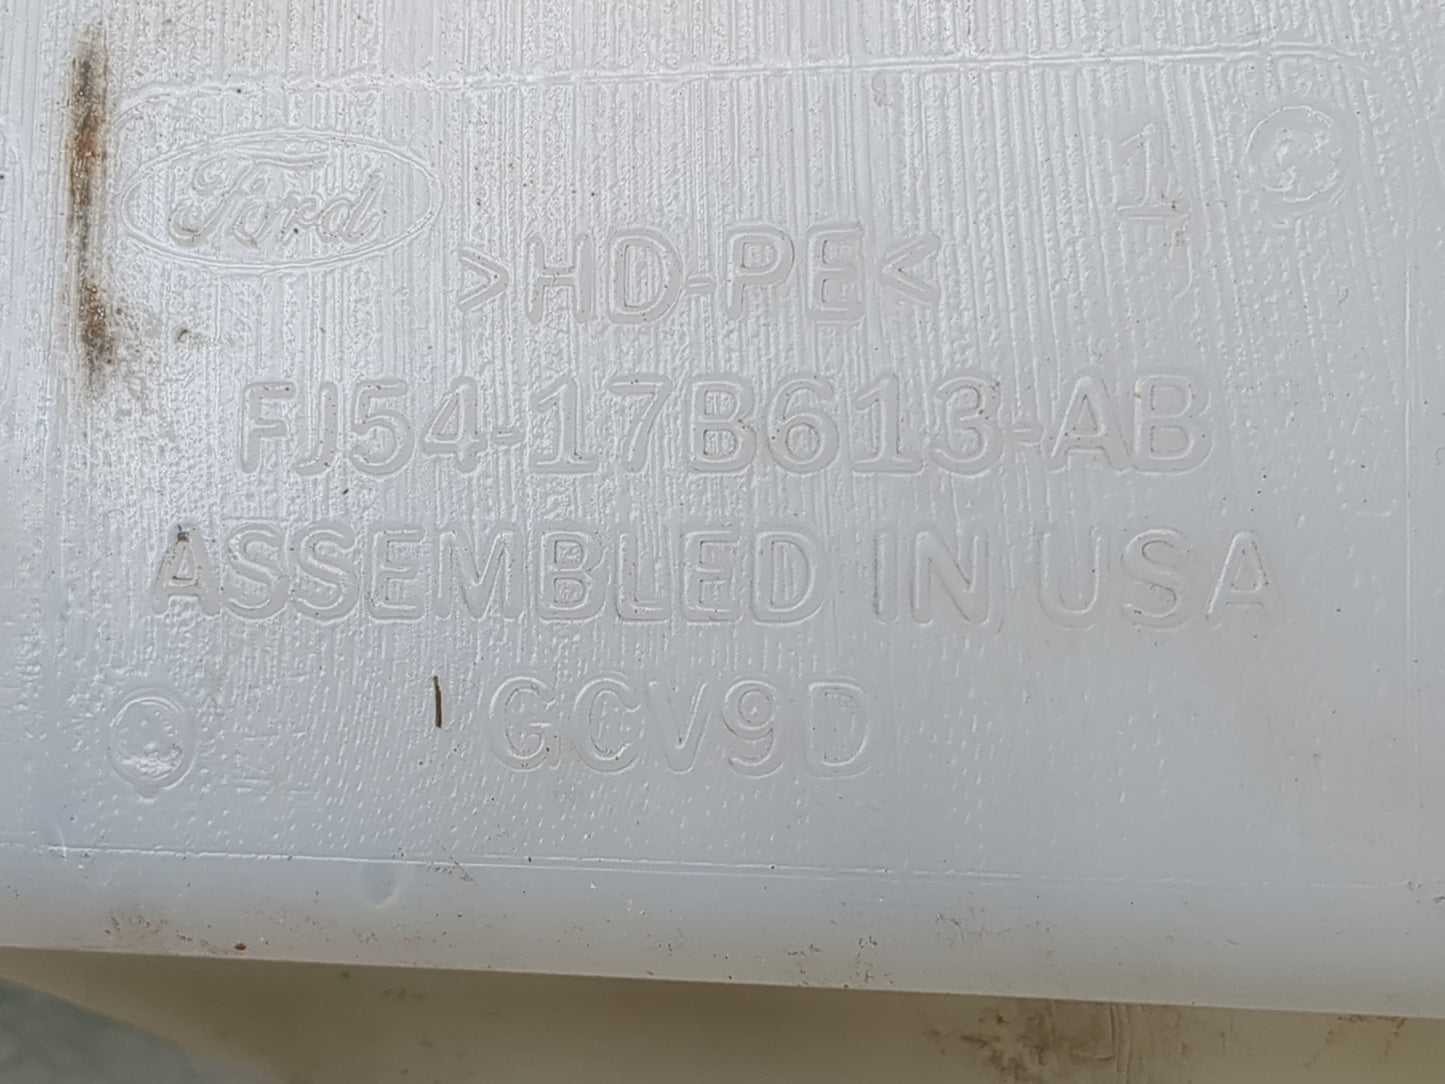 Ford
1
>HD-PE<
FJ54-17B613-AB
ASSEMBLED IN USA
GCV9D